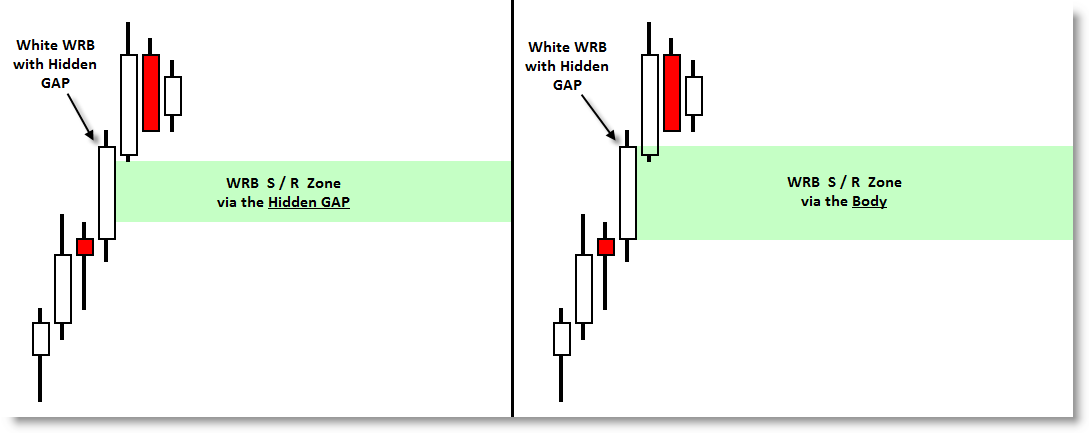 White WRB
with Hidden
GAP
WRB S / R Zone
via the Hidden GAP
White WRB
with Hidden
GAP
WRB S / R Zone
via the Body